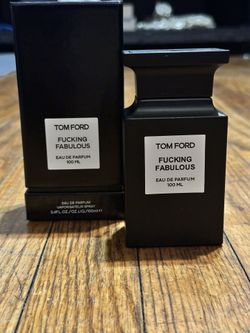 TOM FORD
FUCKING
FABULOUS
EAU DE PARFUM
100 ML
EAU DE PARFUM
VAPORISATEUR SPRAY
TOM FORD
FUCKING
FABULOUS
EAU DE PARFUM
100 ML